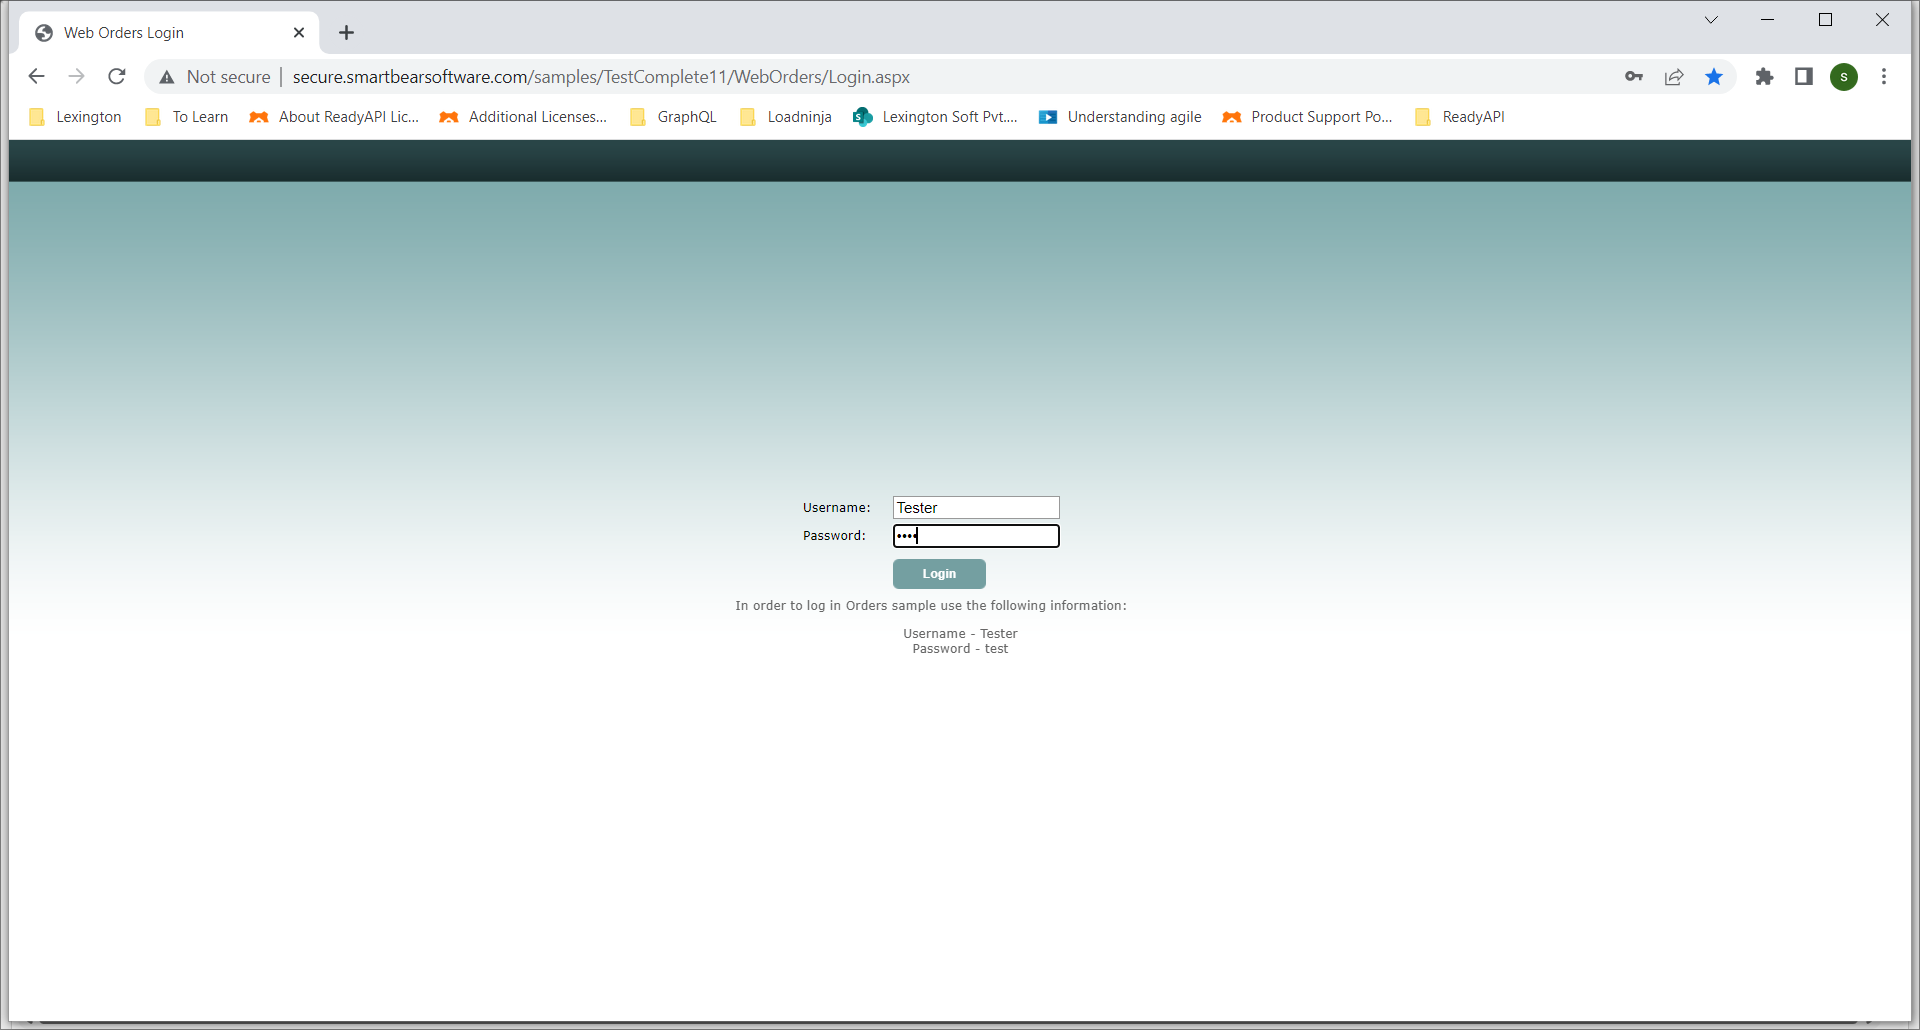 Web Orders Login
Not secure | secure.smartbearsoftware.com/samples/TestComplete11/WebOrders/Login.aspx
S
Lexington To Learn About ReadyAPI Lic... Additional Licenses... GraphQL Loadninja Lexington Soft Pvt.... Understanding agile Product Support Po... ReadyAPI
Username: Tester
Password: ••••
Login
In order to log in Orders sample use the following information:
Username - Tester
Password - test